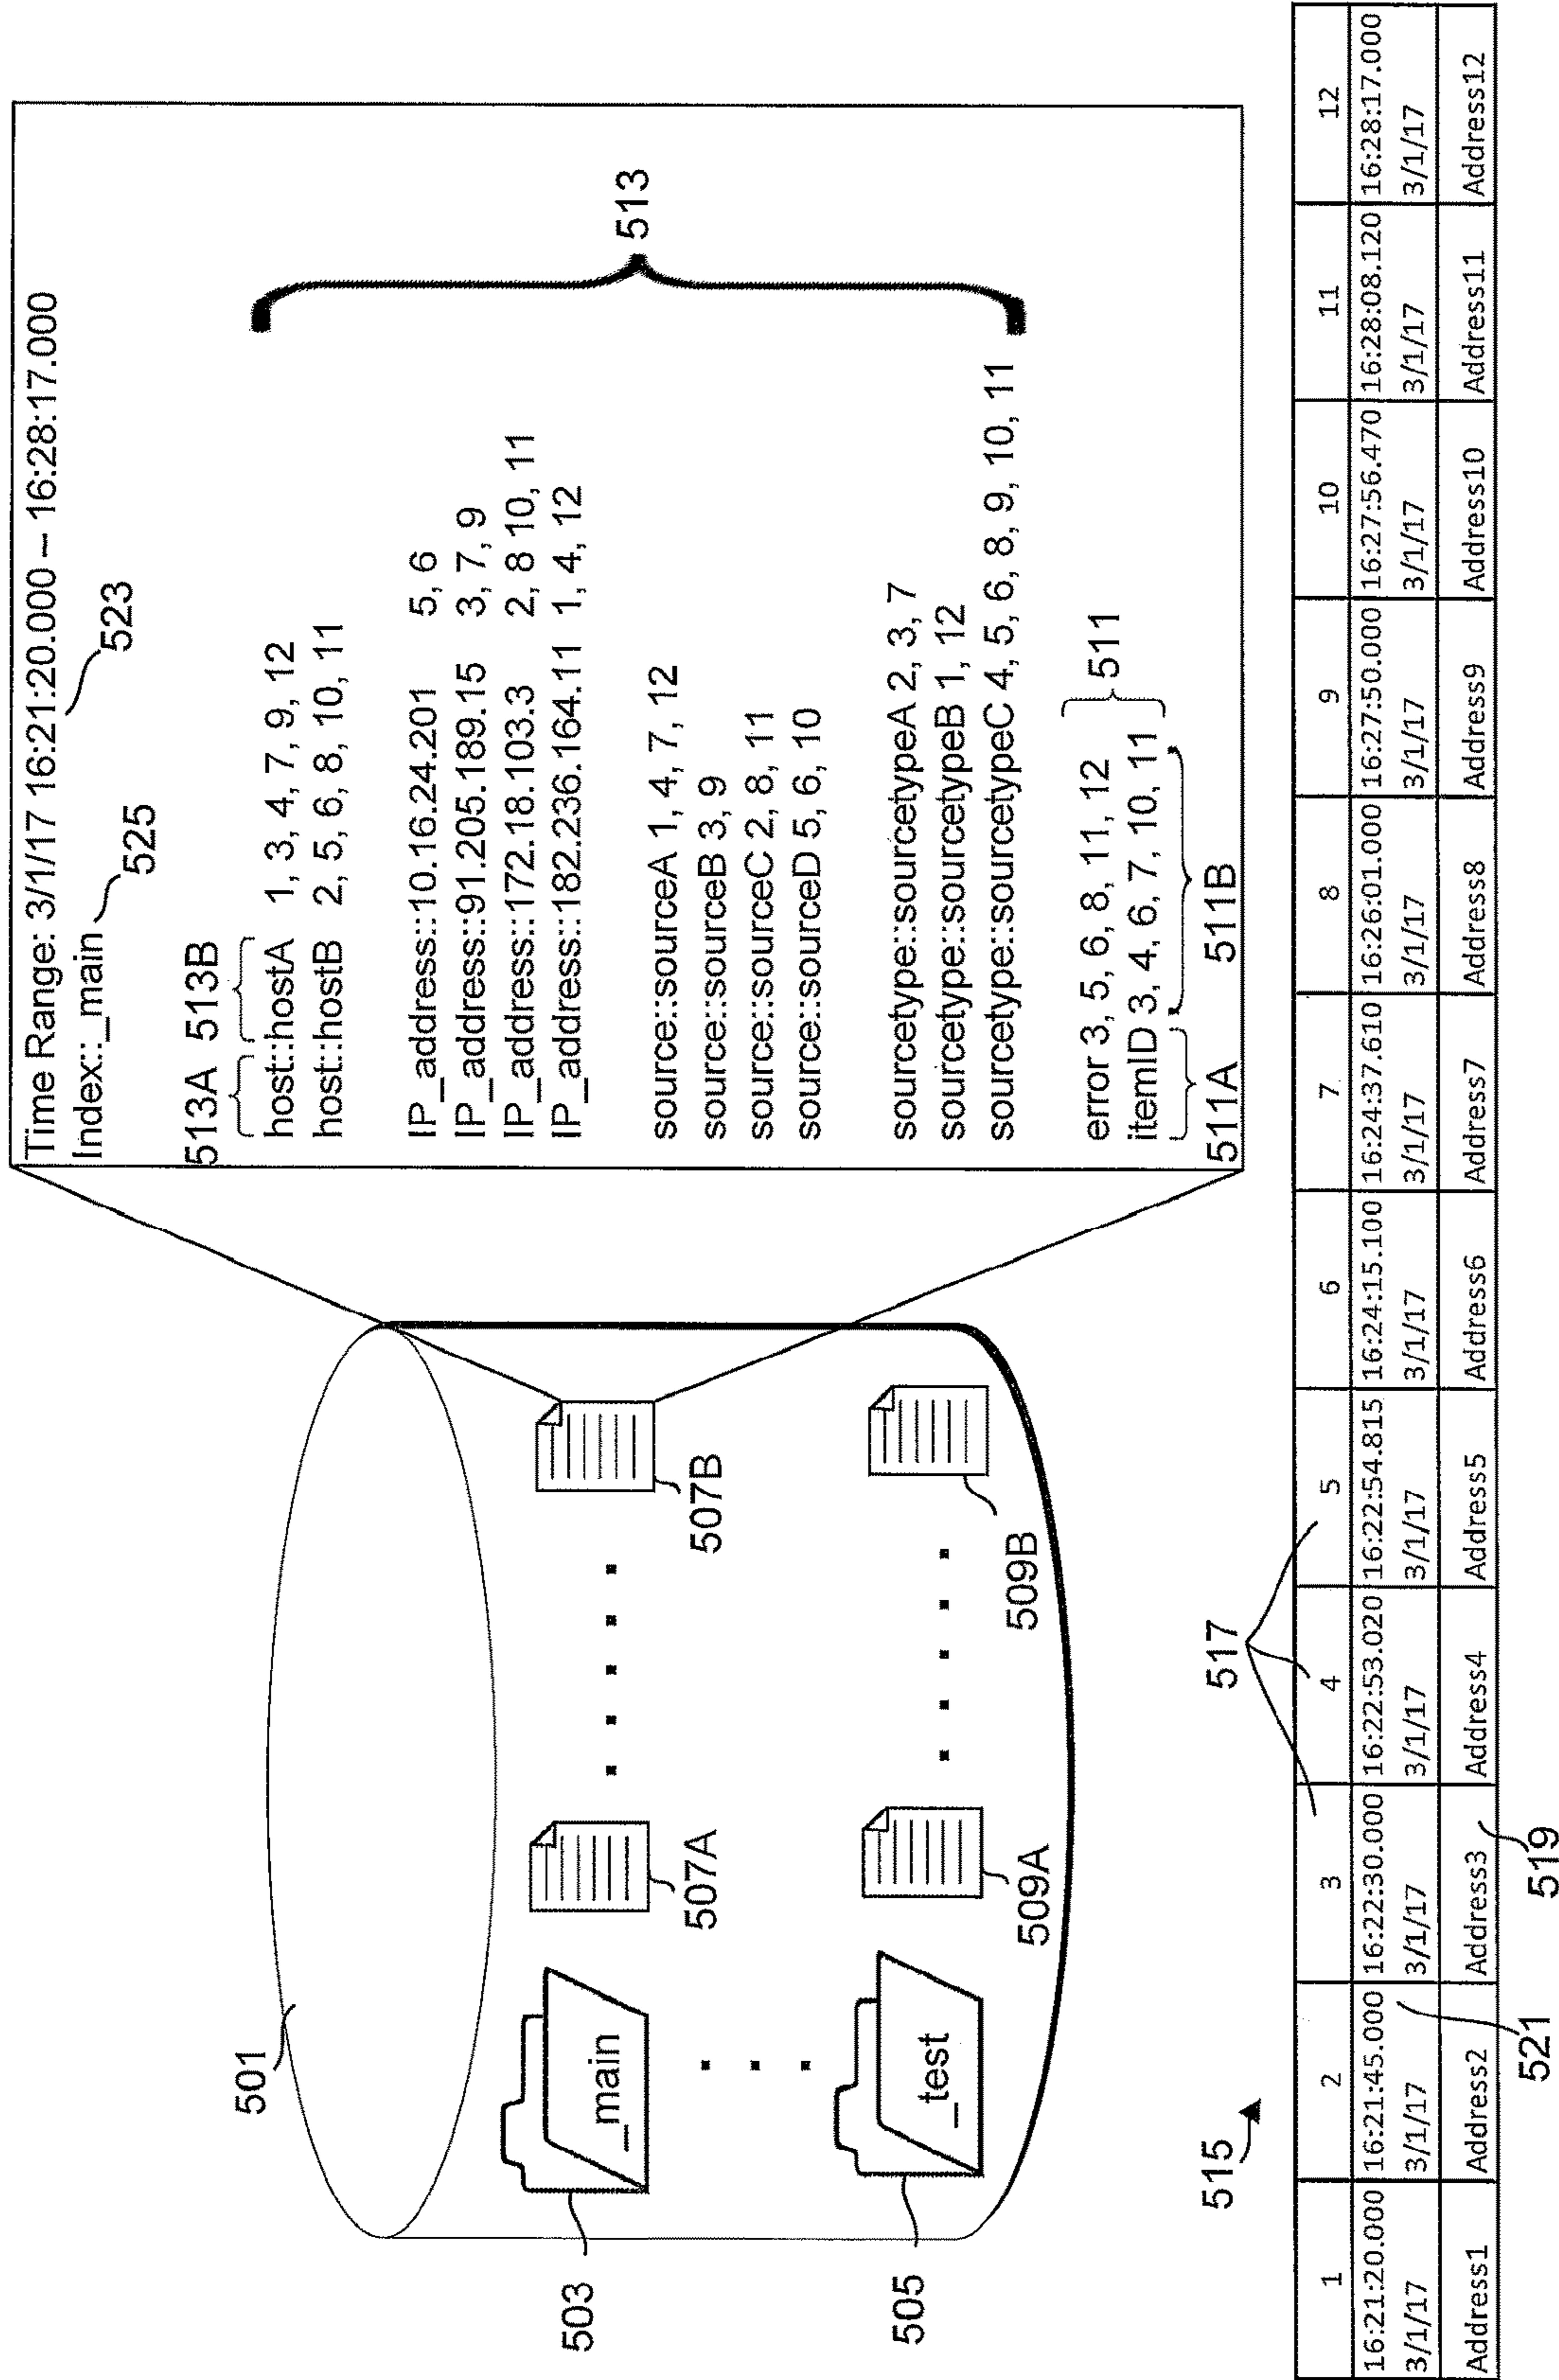 Time Range: 3/1/17 16:21:20.000 – 16:28:17.000
523
Index::_main
525
513A 513B
host::hostA 1, 3, 4, 7, 9, 12
host::hostB 2, 5, 6, 8, 10, 11
IP_address::10.16.24.201 5, 6
IP_address::91.205.189.15 3, 7, 9
IP_address::172.18.103.3 2, 8 10, 11
IP_address::182.236.164.11 1, 4, 12
513
source::sourceA 1, 4, 7, 12
source::sourceB 3, 9
source::sourceC 2, 8, 11
source::sourceD 5, 6, 10
sourcetype::sourcetypeA 2, 3, 7
sourcetype::sourcetypeB 1, 12
sourcetype::sourcetypeC 4, 5, 6, 8, 9, 10, 11
error 3, 5, 6, 8, 11, 12
itemID 3, 4, 6, 7, 10, 11
511
511A 511B
501
503
_main
507A
507B
505
_test
509A
509B
515
517
1 2 3 4 5 6 7 8 9 10 11 12
16:21:20.000 16:21:45.000 16:22:30.000 16:22:53.020 16:22:54.815 16:24:15.100 16:24:37.610 16:26:01.000 16:27:50.000 16:27:56.470 16:28:08.120 16:28:17.000
3/1/17 3/1/17 3/1/17 3/1/17 3/1/17 3/1/17 3/1/17 3/1/17 3/1/17 3/1/17 3/1/17 3/1/17
Address1 Address2 Address3 Address4 Address5 Address6 Address7 Address8 Address9 Address10 Address11 Address12
521
519